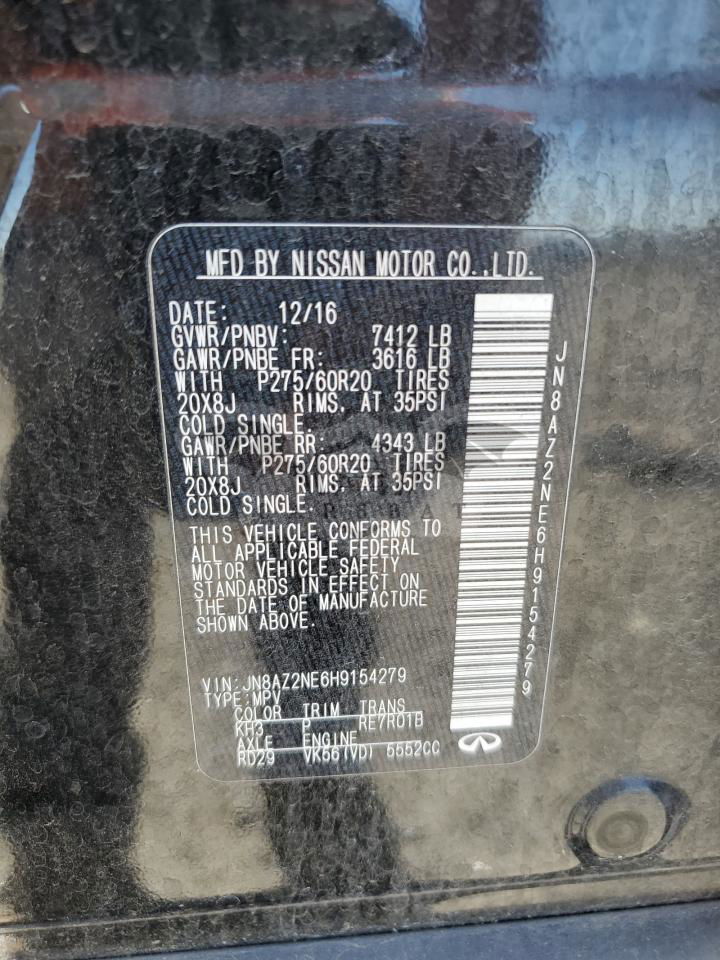 MFD BY NISSAN MOTOR CO.,LTD.
DATE: 12/16
GVWR/PNBV: 7412 LB
GAWR/PNBE FR: 3616 LB
WITH P275/60R20 TIRES
20X8J RIMS, AT 35PSI
COLD SINGLE.
GAWR/PNBE RR: 4343 LB
WITH P275/60R20 TIRES
20X8J RIMS, AT 35PSI
COLD SINGLE.
THIS VEHICLE CONFORMS TO
ALL APPLICABLE FEDERAL
MOTOR VEHICLE SAFETY
STANDARDS IN EFFECT ON
THE DATE OF MANUFACTURE
SHOWN ABOVE.
VIN:JN8AZ2NE6H9154279
TYPE:MPV
COLOR TRIM TRANS
KH3 P RE7R01B
AXLE ENGINE
RD29 VK56(VD) 5552CC
JN8AZ2NE6H9154279